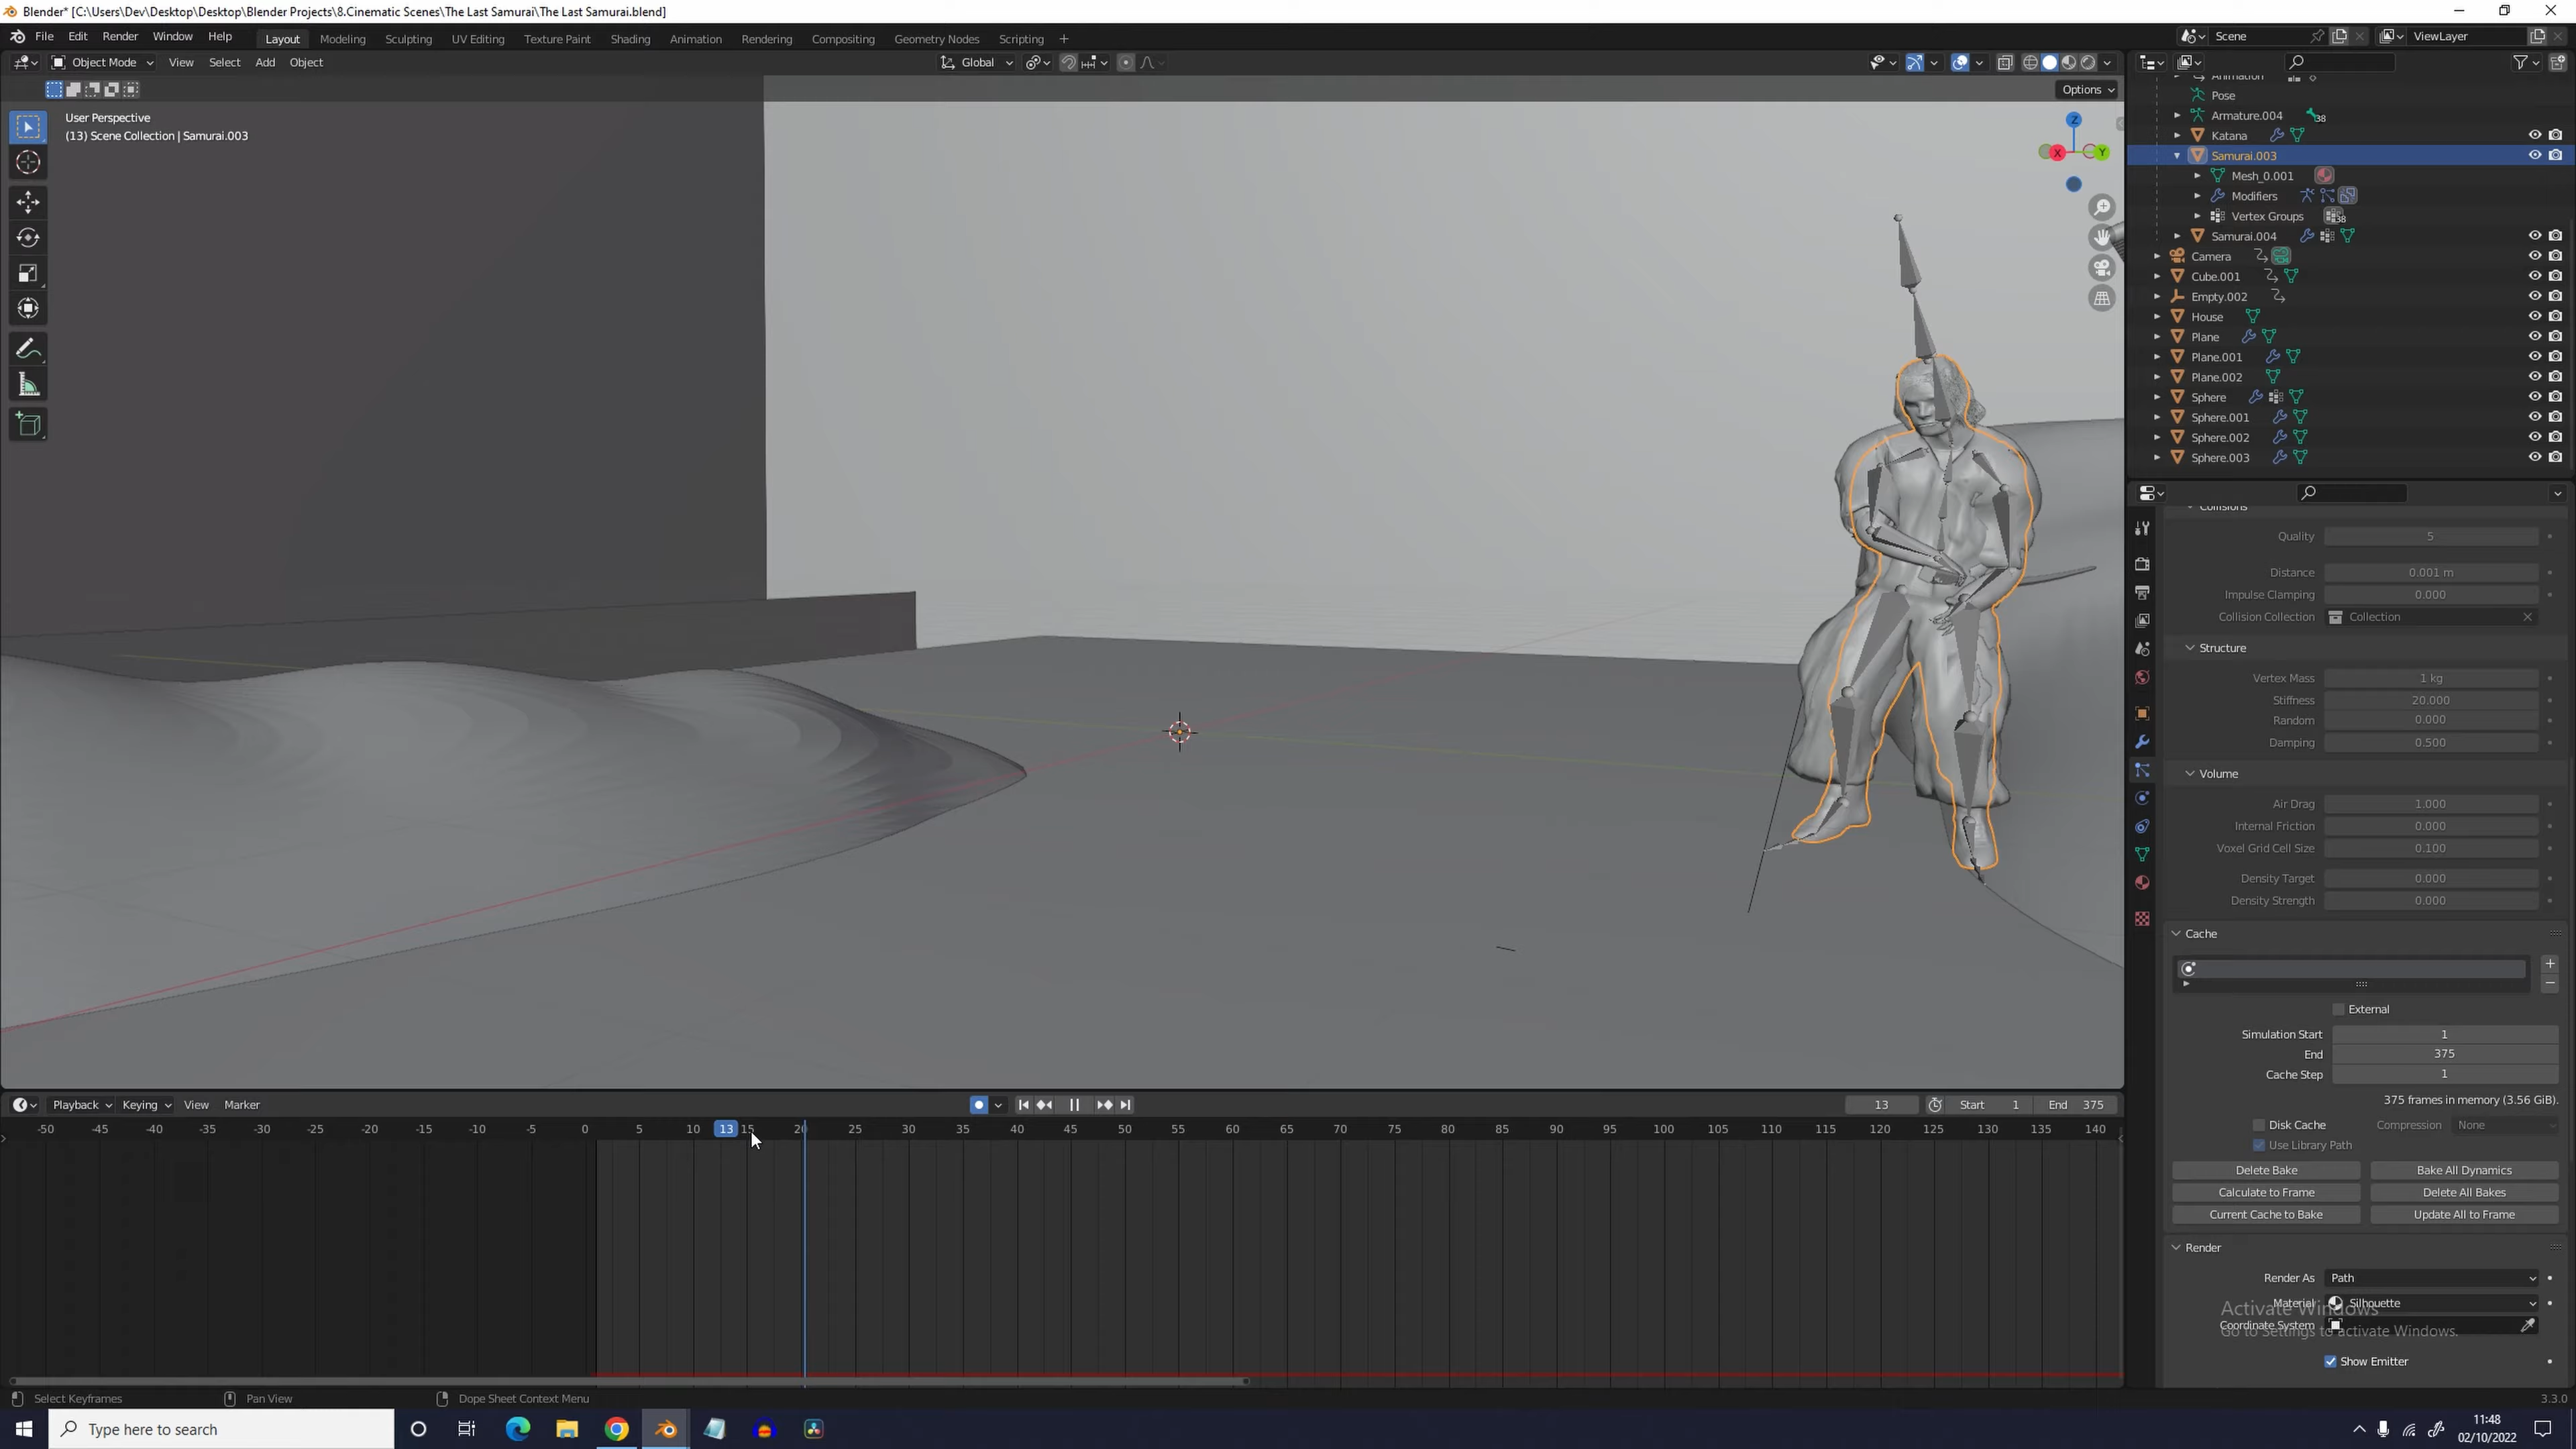 Blender* [C:\Users\Dev\Desktop\Desktop\Blender Projects\8.Cinematic Scenes\The Last Samurai\The Last Samurai.blend]
File Edit Render Window Help Layout Modeling Sculpting UV Editing Texture Paint Shading Animation Rendering Compositing Geometry Nodes Scripting + Scene ViewLayer
Object Mode View Select Add Object Global
Options
User Perspective
(13) Scene Collection | Samurai.003
Z
X Y
Animation
Pose
Armature.004 38
Katana
Samurai.003
Mesh_0.001
Modifiers
Vertex Groups 38
Samurai.004
Camera
Cube.001
Empty.002
House
Plane
Plane.001
Plane.002
Sphere
Sphere.001
Sphere.002
Sphere.003
Collisions
Quality 5
Distance 0.001 m
Impulse Clamping 0.000
Collision Collection Collection
Structure
Vertex Mass 1 kg
Stiffness 20.000
Random 0.000
Damping 0.500
Volume
Air Drag 1.000
Internal Friction 0.000
Voxel Grid Cell Size 0.100
Density Target 0.000
Density Strength 0.000
Cache
External
Simulation Start 1
End 375
Cache Step 1
375 frames in memory (3.56 GiB).
Disk Cache Compression None
Use Library Path
Delete Bake Bake All Dynamics
Calculate to Frame Delete All Bakes
Current Cache to Bake Update All to Frame
Render
Render As Path
Material Silhouette
Coordinate System
Show Emitter
Activate Windows
Go to Settings to activate Windows.
Playback Keying View Marker 13 Start 1 End 375
-50 -45 -40 -35 -30 -25 -20 -15 -10 -5 0 5 10 13 15 20 25 30 35 40 45 50 55 60 65 70 75 80 85 90 95 100 105 110 115 120 125 130 135 140
Select Keyframes Pan View Dope Sheet Context Menu 3.3.0
Type here to search
11:48
02/10/2022